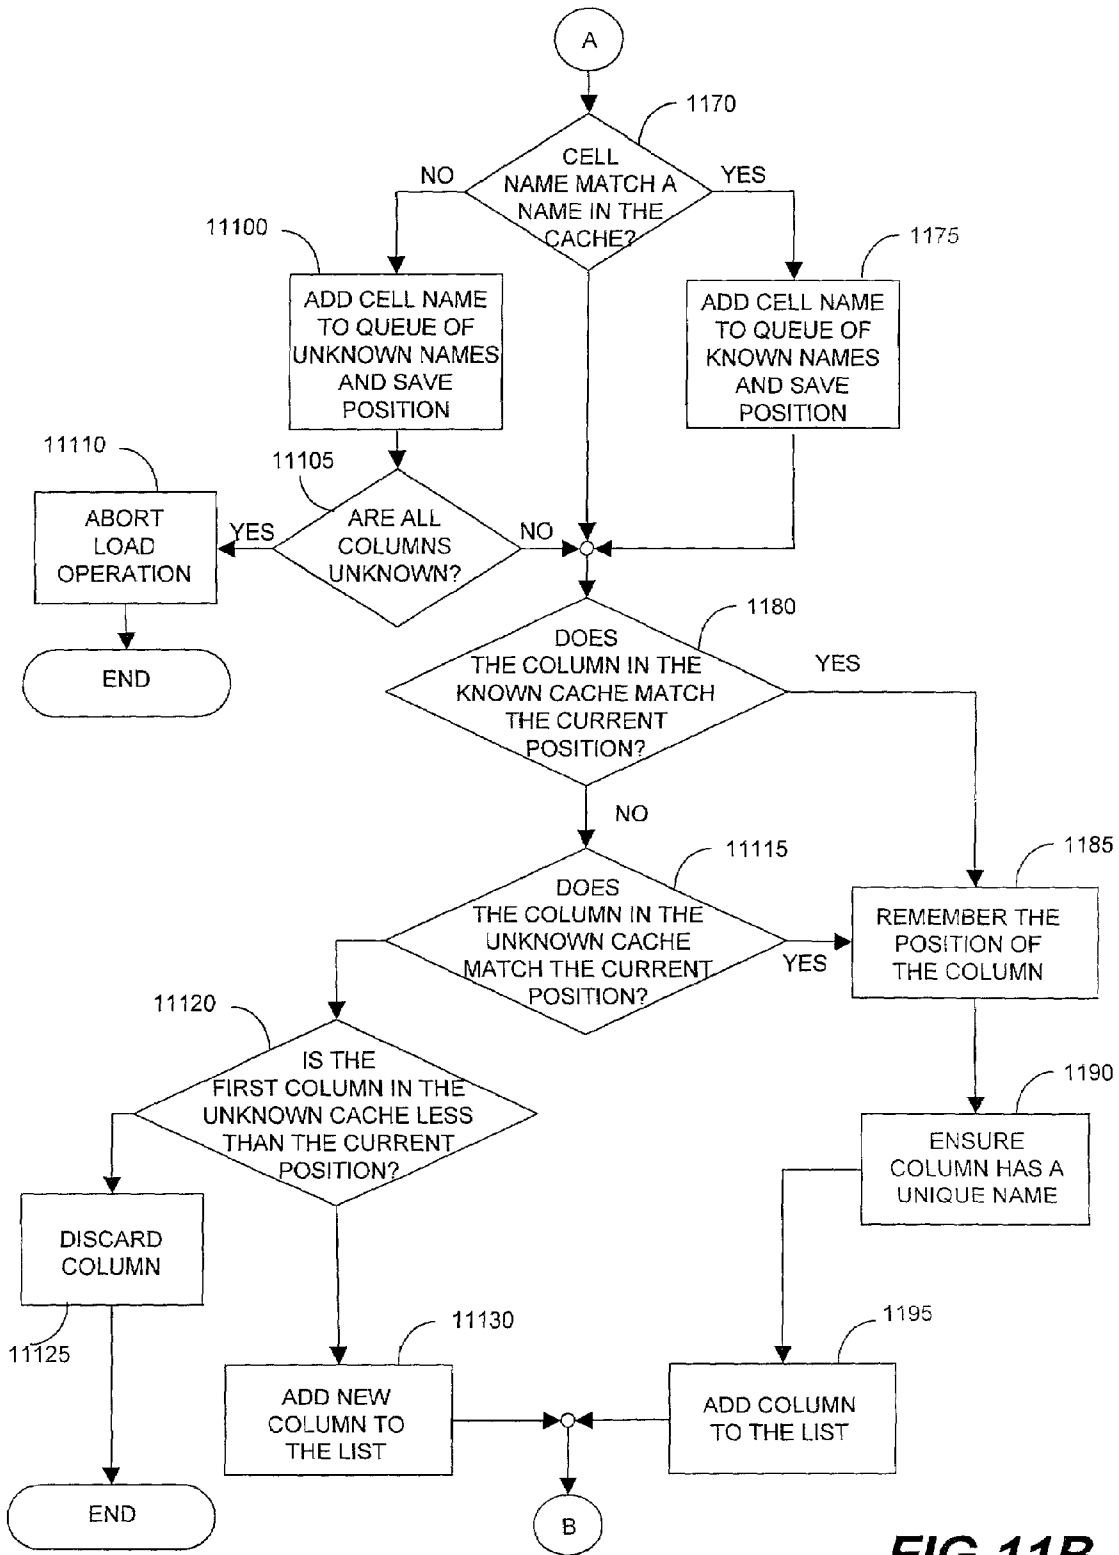 A
1170
CELL
NAME MATCH A
NAME IN THE
CACHE?
NO
YES
11100
1175
ADD CELL NAME
TO QUEUE OF
UNKNOWN NAMES
AND SAVE
POSITION
ADD CELL NAME
TO QUEUE OF
KNOWN NAMES
AND SAVE
POSITION
11110
11105
ABORT
LOAD
OPERATION
YES
ARE ALL
COLUMNS
UNKNOWN?
NO
END
1180
DOES
THE COLUMN IN THE
KNOWN CACHE MATCH
THE CURRENT
POSITION?
YES
NO
11115
1185
DOES
THE COLUMN IN THE
UNKNOWN CACHE
MATCH THE CURRENT
POSITION?
YES
REMEMBER THE
POSITION OF
THE COLUMN
11120
IS THE
FIRST COLUMN IN THE
UNKNOWN CACHE LESS
THAN THE CURRENT
POSITION?
1190
ENSURE
COLUMN HAS A
UNIQUE NAME
DISCARD
COLUMN
11125
11130
1195
ADD NEW
COLUMN TO
THE LIST
ADD COLUMN
TO THE LIST
END
B
FIG 11B